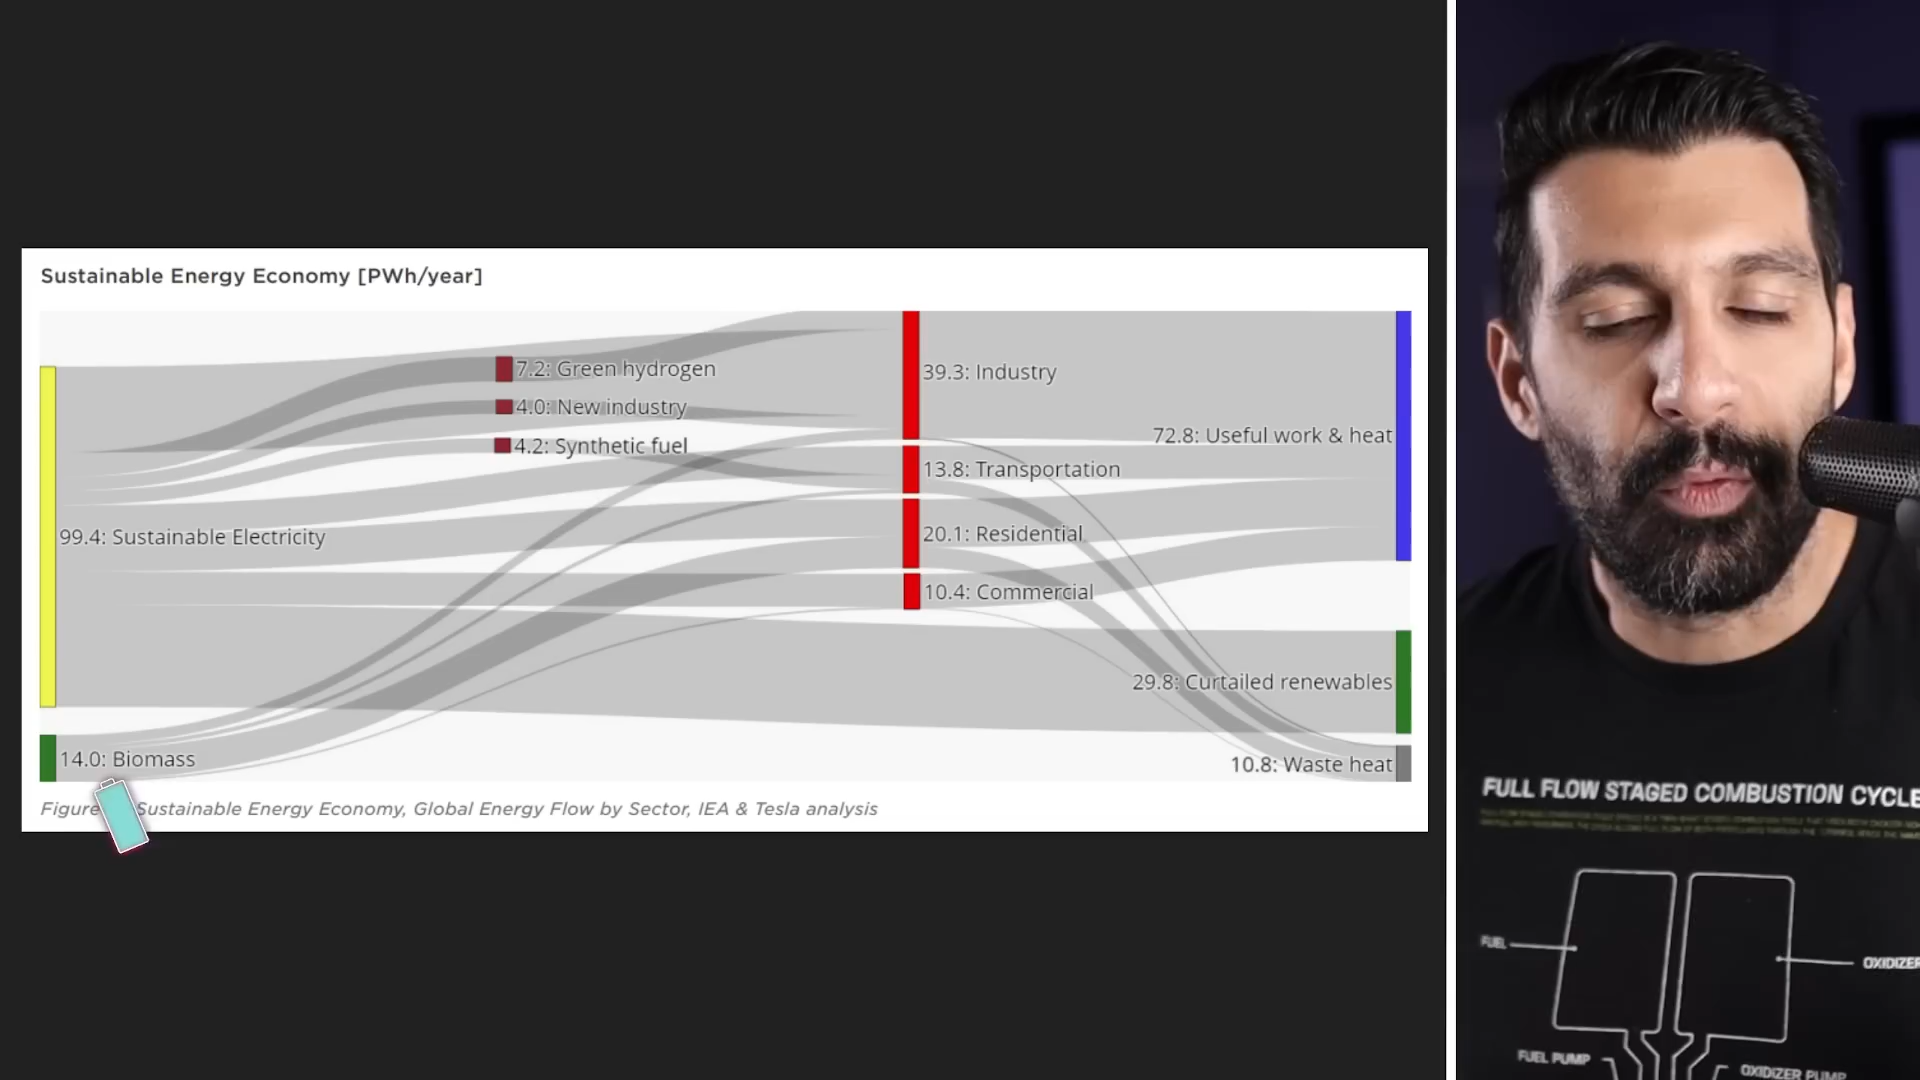 Sustainable Energy Economy [PWh/year]
7.2: Green hydrogen
4.0: New industry
4.2: Synthetic fuel
99.4: Sustainable Electricity
14.0: Biomass
39.3: Industry
13.8: Transportation
20.1: Residential
10.4: Commercial
72.8: Useful work & heat
29.8: Curtailed renewables
10.8: Waste heat
Figure Sustainable Energy Economy, Global Energy Flow by Sector, IEA & Tesla analysis
FULL FLOW STAGED COMBUSTION CYCLE
FUEL
OXIDIZER
FUEL PUMP
OXIDIZER PUMP